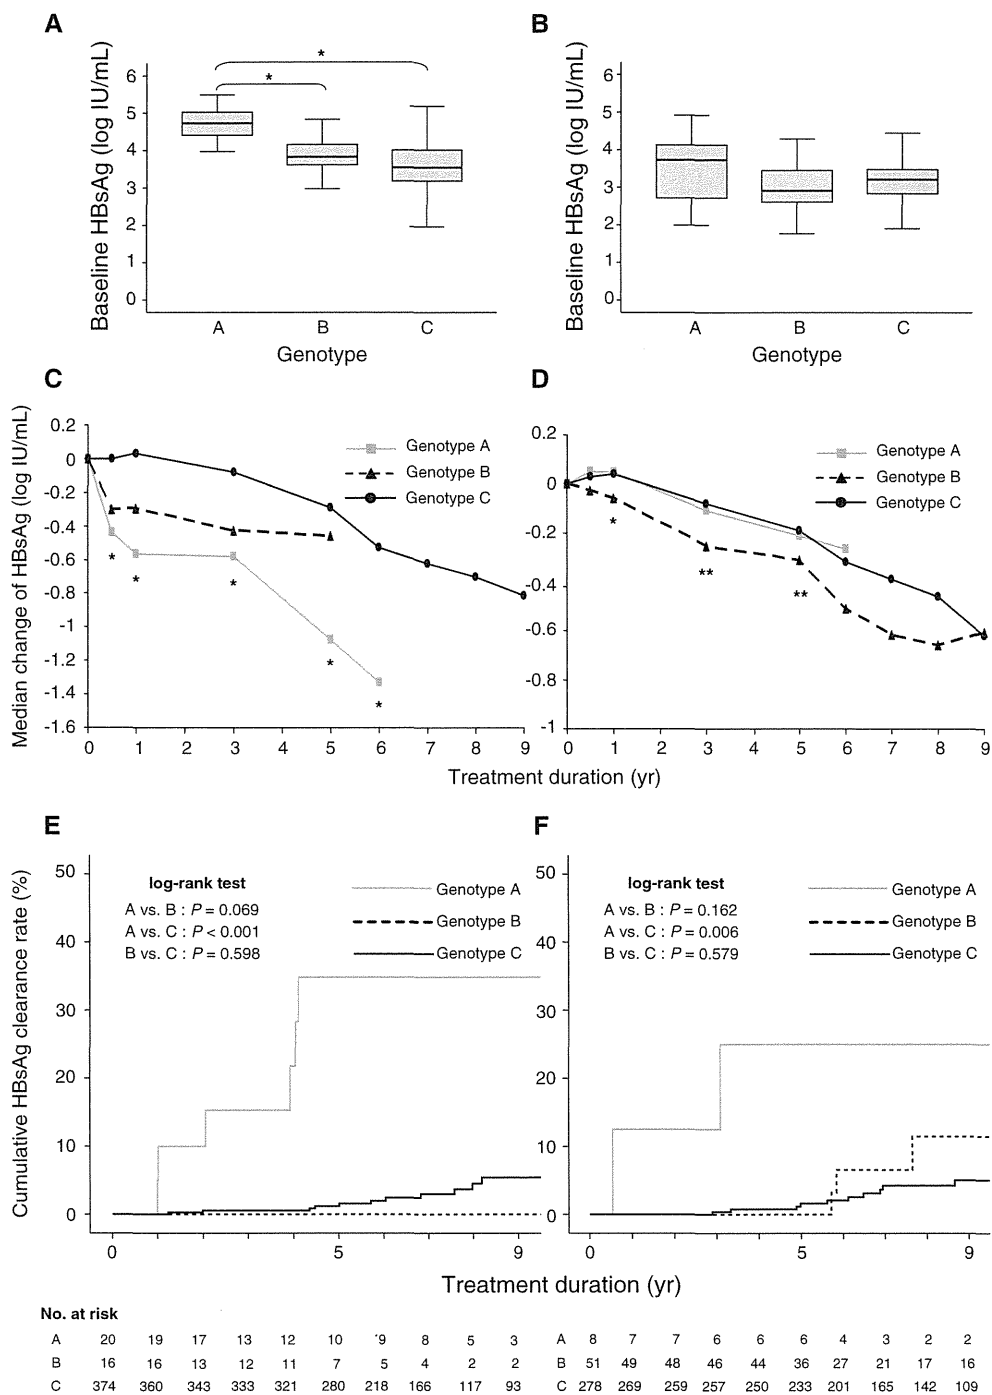 A
B
Baseline HBsAg (log IU/mL)
6
5
4
3
2
1
0
*
*
A B C
Genotype
Baseline HBsAg (log IU/mL)
6
5
4
3
2
1
0
A B C
Genotype
C
D
Median change of HBsAg (log IU/mL)
0.2
0
-0.2
-0.4
-0.6
-0.8
-1
-1.2
-1.4
-1.6
Genotype A
Genotype B
Genotype C
*
*
*
*
*
0 1 2 3 4 5 6 7 8 9
0.2
0
-0.2
-0.4
-0.6
-0.8
-1
Genotype A
Genotype B
Genotype C
*
**
**
0 1 2 3 4 5 6 7 8 9
Treatment duration (yr)
E
F
Cumulative HBsAg clearance rate (%)
50
40
30
20
10
0
log-rank test
A vs. B : P = 0.069
A vs. C : P < 0.001
B vs. C : P = 0.598
Genotype A
Genotype B
Genotype C
0 5 9
50
40
30
20
10
0
log-rank test
A vs. B : P = 0.162
A vs. C : P = 0.006
B vs. C : P = 0.579
Genotype A
Genotype B
Genotype C
0 5 9
Treatment duration (yr)
No. at risk
A 20 19 17 13 12 10 9 8 5 3
B 16 16 13 12 11 7 5 4 2 2
C 374 360 343 333 321 280 218 166 117 93
A 8 7 7 6 6 6 4 3 2 2
B 51 49 48 46 44 36 27 21 17 16
C 278 269 259 257 250 233 201 165 142 109